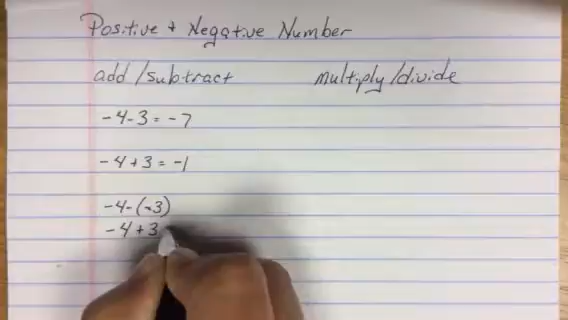 Positive + Negative Number
add/subtract multiply/divide
-4-3=-7
-4+3=-1
-4-(-3)
-4+3